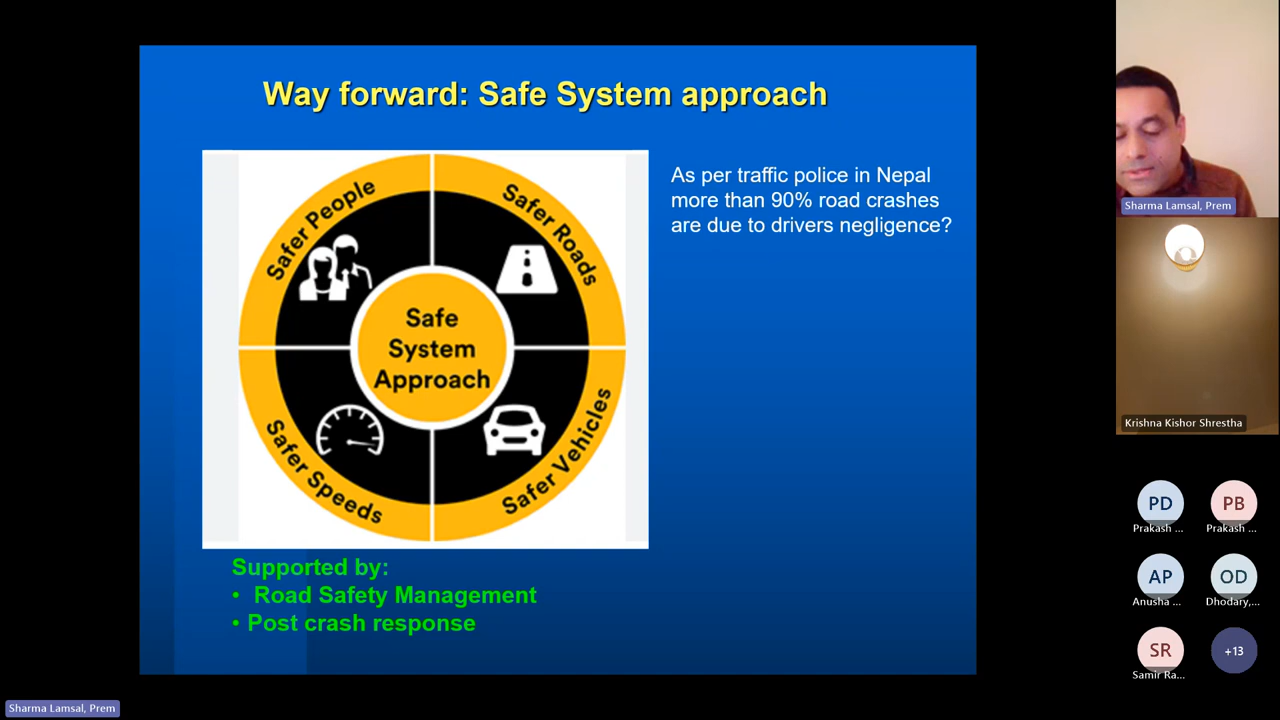 Way forward: Safe System approach
Safer People
Safer Roads
Safe
System
Approach
Safer Speeds
Safer Vehicles
As per traffic police in Nepal
more than 90% road crashes
are due to drivers negligence?
Supported by:
• Road Safety Management
• Post crash response
Sharma Lamsal, Prem
Krishna Kishor Shrestha
PD
PB
Prakash ...
Prakash ...
AP
OD
Anusha ...
Dhodary,...
SR
+13
Samir Ra...
Sharma Lamsal, Prem